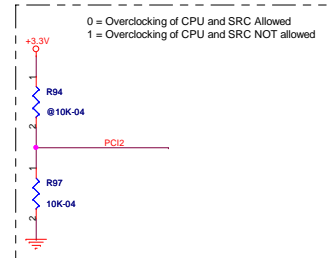 0 = Overclocking of CPU and SRC Allowed
1 = Overclocking of CPU and SRC NOT allowed
+3.3V
1
R94
@10K-04
2
PCI2
1
R97
10K-04
2